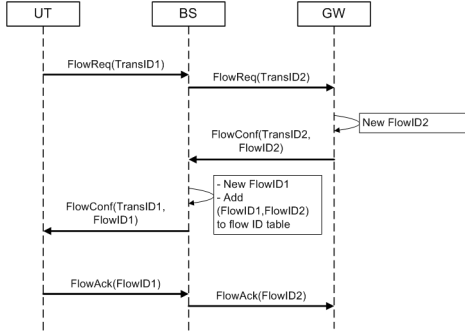 UT
BS
GW
FlowReq(TransID1)
FlowReq(TransID2)
New FlowID2
FlowConf(TransID2,
FlowID2)
- New FlowID1
- Add
(FlowID1,FlowID2)
to flow ID table
FlowConf(TransID1,
FlowID1)
FlowAck(FlowID1)
FlowAck(FlowID2)